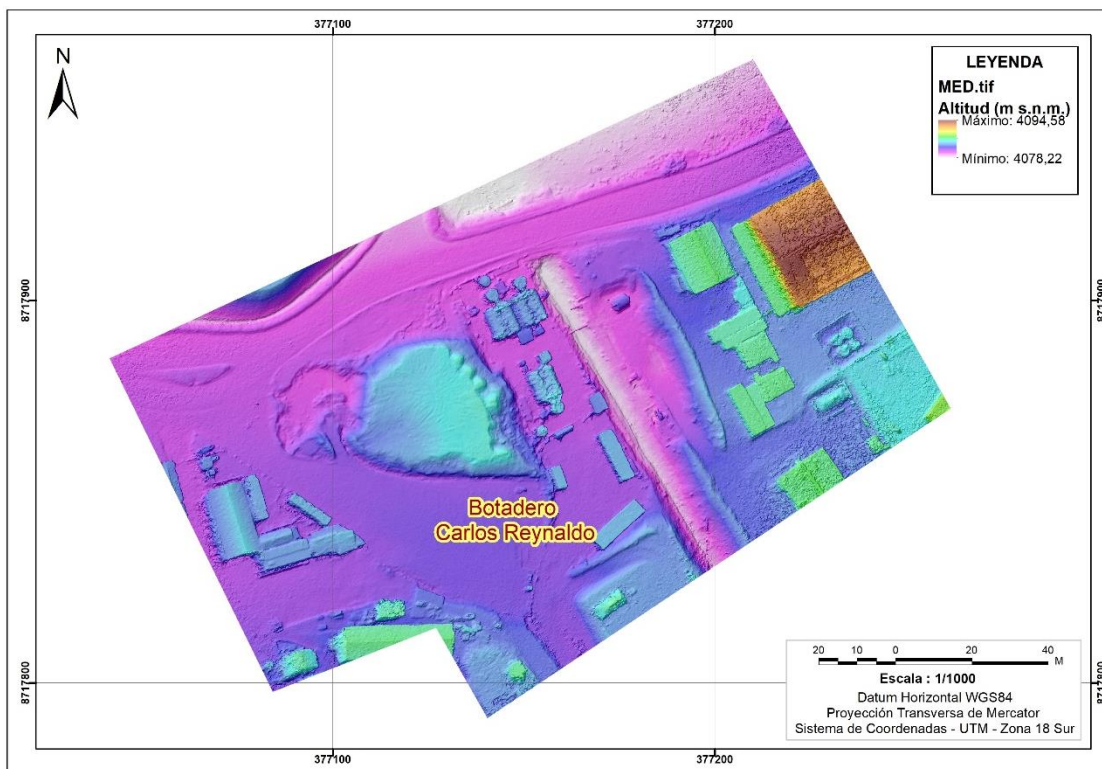 377100
377200
N
LEYENDA
MED.tif
Altitud (m s.n.m.)
Máximo: 4094,58
Mínimo: 4078,22
8717900
8717900
Botadero
Carlos Reynaldo
8717800
8717800
20 10 0 20 40
M
Escala : 1/1000
Datum Horizontal WGS84
Proyección Transversa de Mercator
Sistema de Coordenadas - UTM - Zona 18 Sur
377100
377200